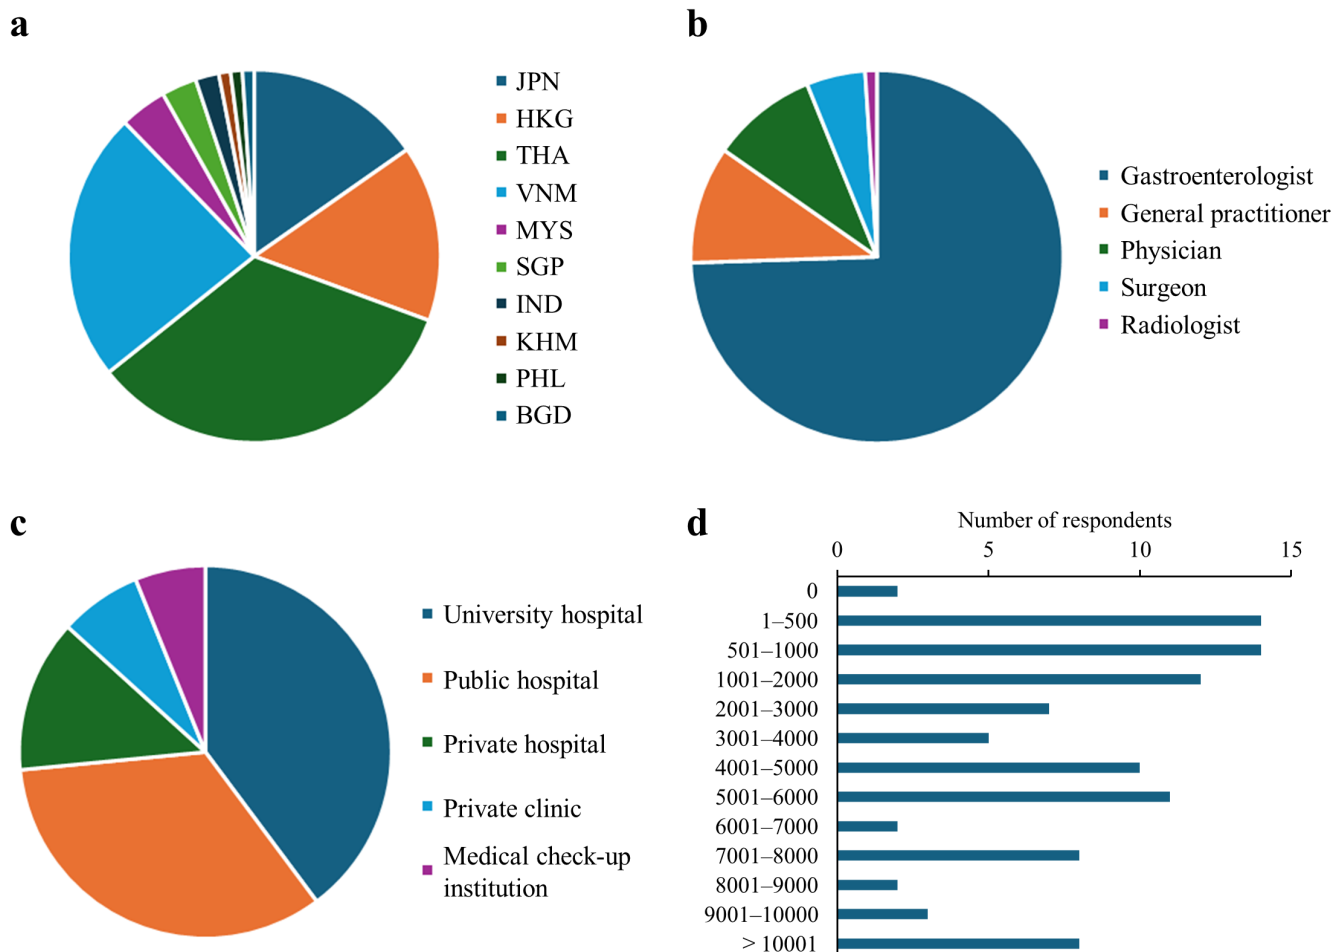 a
JPN
HKG
THA
VNM
MYS
SGP
IND
KHM
PHL
BGD
b
Gastroenterologist
General practitioner
Physician
Surgeon
Radiologist
c
University hospital
Public hospital
Private hospital
Private clinic
Medical check-up
institution
d
Number of respondents
0 5 10 15
0
1–500
501–1000
1001–2000
2001–3000
3001–4000
4001–5000
5001–6000
6001–7000
7001–8000
8001–9000
9001–10000
> 10001